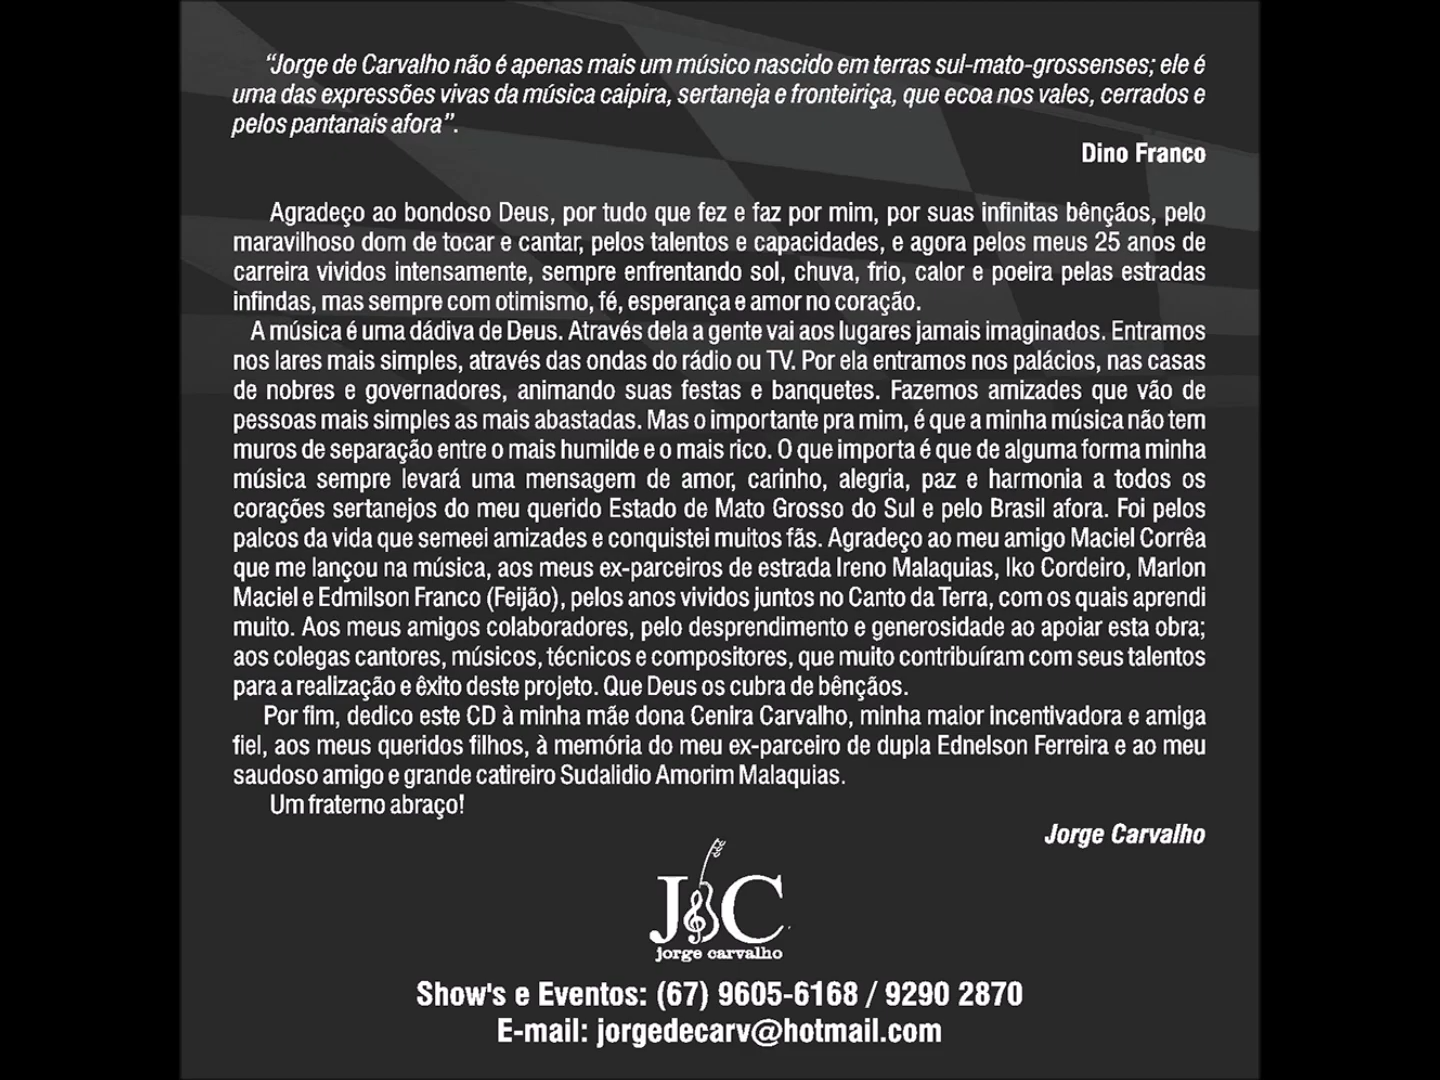 “Jorge de Carvalho não é apenas mais um músico nascido em terras sul-mato-grossenses; ele é
uma das expressões vivas da música caipira, sertaneja e fronteiriça, que ecoa nos vales, cerrados e
pelos pantanais afora”.
Dino Franco
Agradeço ao bondoso Deus, por tudo que fez e faz por mim, por suas infinitas bênçãos, pelo
maravilhoso dom de tocar e cantar, pelos talentos e capacidades, e agora pelos meus 25 anos de
carreira vividos intensamente, sempre enfrentando sol, chuva, frio, calor e poeira pelas estradas
infindas, mas sempre com otimismo, fé, esperança e amor no coração.
A música é uma dádiva de Deus. Através dela a gente vai aos lugares jamais imaginados. Entramos
nos lares mais simples, através das ondas do rádio ou TV. Por ela entramos nos palácios, nas casas
de nobres e governadores, animando suas festas e banquetes. Fazemos amizades que vão de
pessoas mais simples as mais abastadas. Mas o importante pra mim, é que a minha música não tem
muros de separação entre o mais humilde e o mais rico. O que importa é que de alguma forma minha
música sempre levará uma mensagem de amor, carinho, alegria, paz e harmonia a todos os
corações sertanejos do meu querido Estado de Mato Grosso do Sul e pelo Brasil afora. Foi pelos
palcos da vida que semeei amizades e conquistei muitos fãs. Agradeço ao meu amigo Maciel Corrêa
que me lançou na música, aos meus ex-parceiros de estrada Ireno Malaquias, Iko Cordeiro, Marlon
Maciel e Edmilson Franco (Feijão), pelos anos vividos juntos no Canto da Terra, com os quais aprendi
muito. Aos meus amigos colaboradores, pelo desprendimento e generosidade ao apoiar esta obra;
aos colegas cantores, músicos, técnicos e compositores, que muito contribuíram com seus talentos
para a realização e êxito deste projeto. Que Deus os cubra de bênçãos.
Por fim, dedico este CD à minha mãe dona Cenira Carvalho, minha maior incentivadora e amiga
fiel, aos meus queridos filhos, à memória do meu ex-parceiro de dupla Ednelson Ferreira e ao meu
saudoso amigo e grande catireiro Sudalidio Amorim Malaquias.
Um fraterno abraço!
Jorge Carvalho
JC
jorge carvalho
Show's e Eventos: (67) 9605-6168 / 9290 2870
E-mail: jorgedecarv@hotmail.com